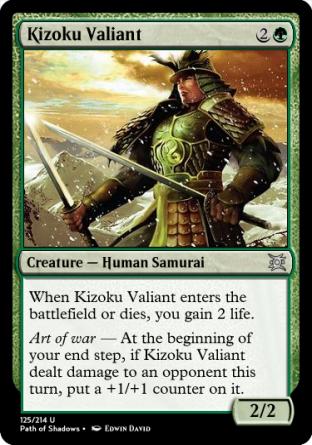 Kizoku Valiant 2
Creature — Human Samurai
When Kizoku Valiant enters the
battlefield or dies, you gain 2 life.
Art of war — At the beginning of
your end step, if Kizoku Valiant
dealt damage to an opponent this
turn, put a +1/+1 counter on it.
2/2
125/214 U
Path of Shadows • Edwin David